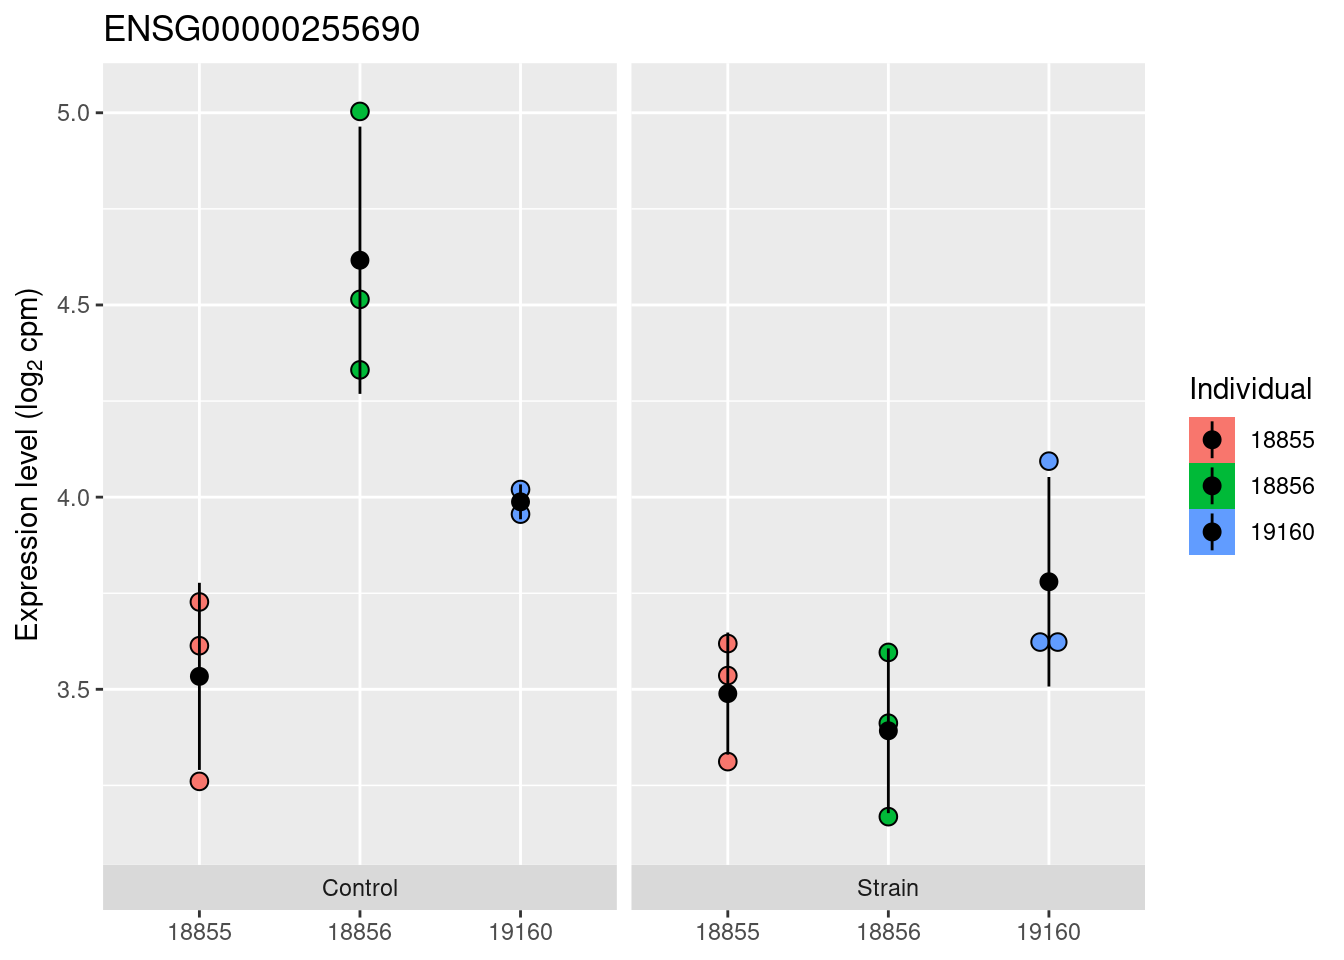 ENSG00000255690
Expression level (log₂ cpm)
5.0
4.5
4.0
3.5
Control
Strain
18855
18856
19160
18855
18856
19160
Individual
18855
18856
19160